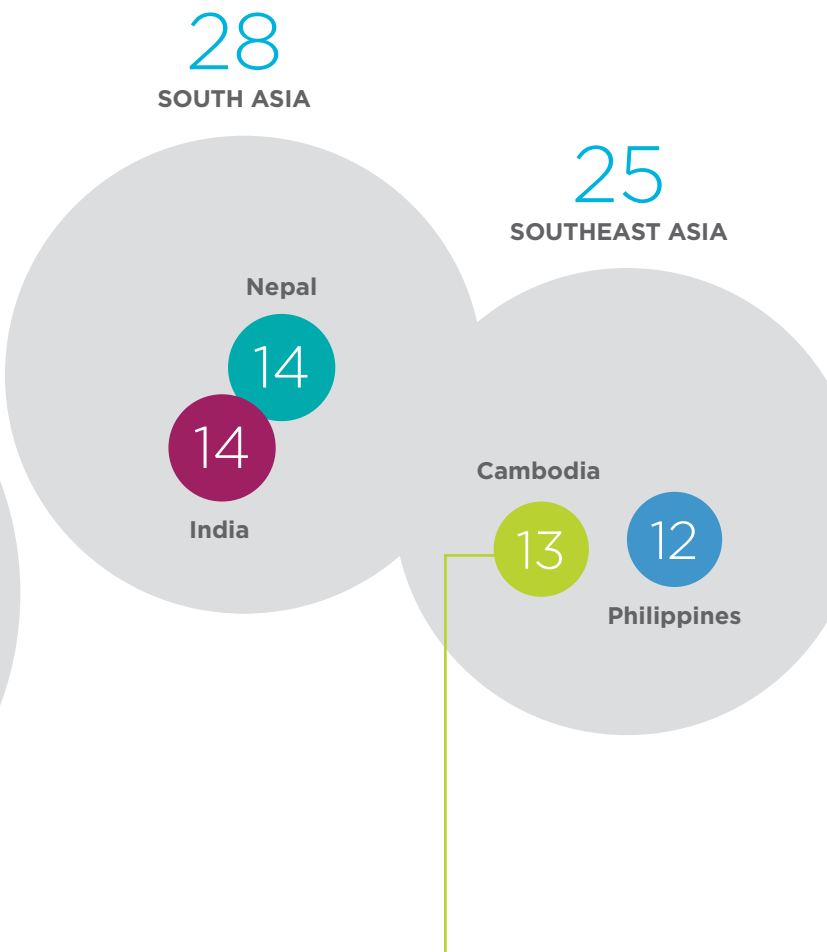 28
SOUTH ASIA
Nepal
14
14
India
25
SOUTHEAST ASIA
Cambodia
13
12
Philippines